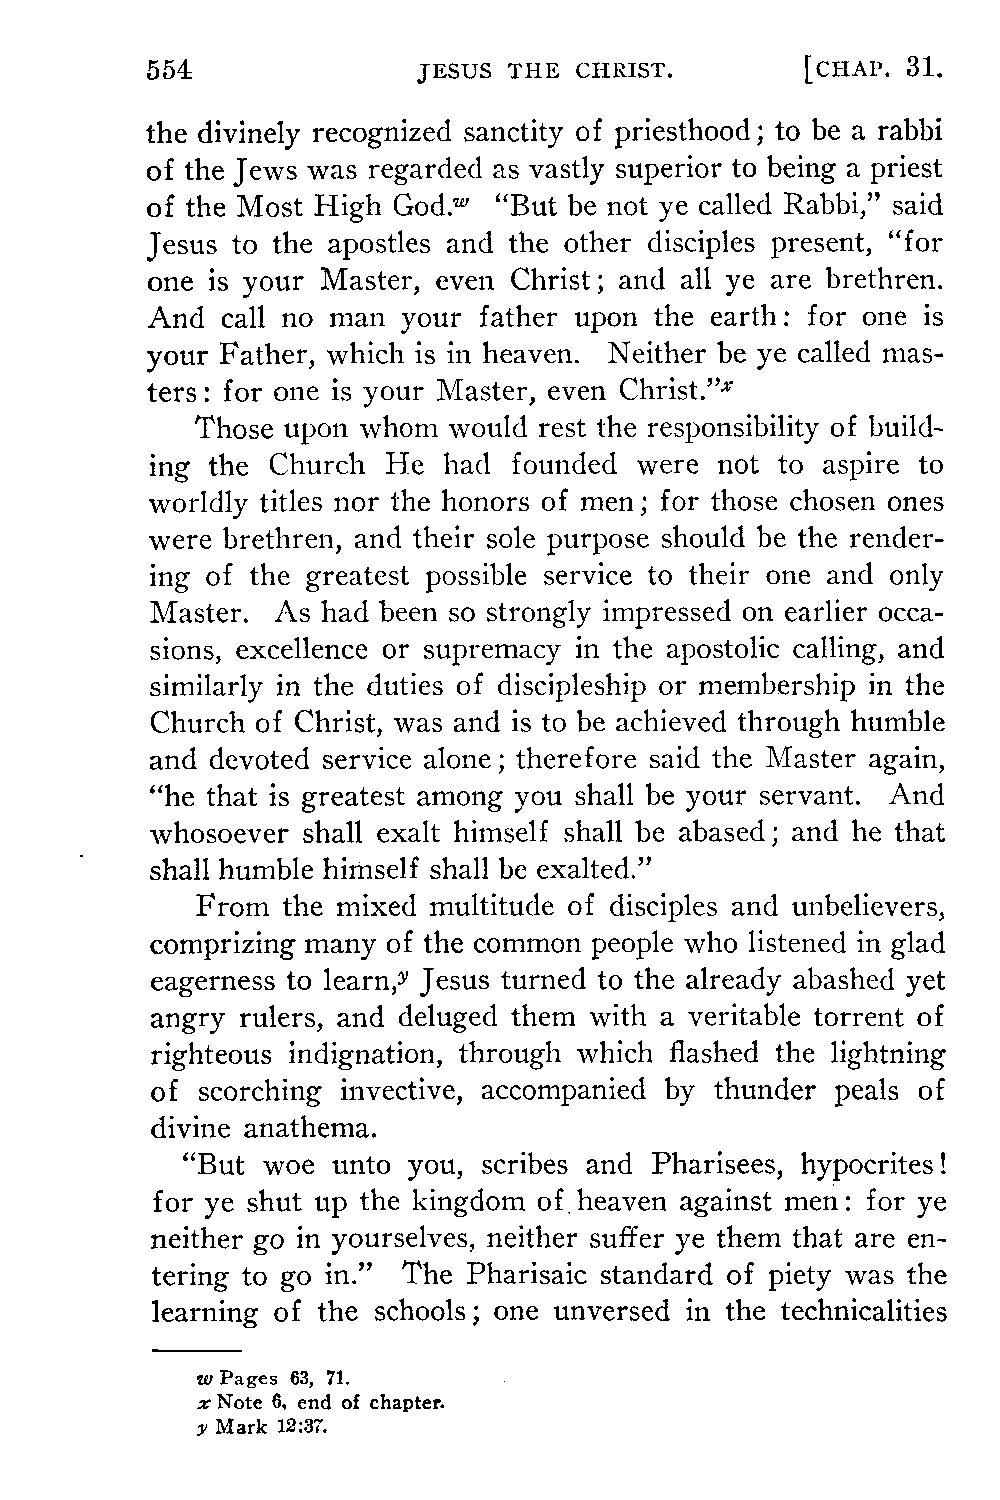 554 JESUS THE CHRIST. [CHAP. 31.
the divinely recognized sanctity of priesthood; to be a rabbi
of the Jews was regarded as vastly superior to being a priest
of the Most High God.w "But be not ye called Rabbi," said
Jesus to the apostles and the other disciples present, "for
one is your Master, even Christ; and all ye are brethren.
And call no man your father upon the earth: for one is
your Father, which is in heaven. Neither be ye called mas-
ters: for one is your Master, even Christ."x
Those upon whom would rest the responsibility of build-
ing the Church He had founded were not to aspire to
worldly titles nor the honors of men; for those chosen ones
were brethren, and their sole purpose should be the render-
ing of the greatest possible service to their one and only
Master. As had been so strongly impressed on earlier occa-
sions, excellence or supremacy in the apostolic calling, and
similarly in the duties of discipleship or membership in the
Church of Christ, was and is to be achieved through humble
and devoted service alone; therefore said the Master again,
"he that is greatest among you shall be your servant. And
whosoever shall exalt himself shall be abased; and he that
shall humble himself shall be exalted."
From the mixed multitude of disciples and unbelievers,
comprizing many of the common people who listened in glad
eagerness to learn,y Jesus turned to the already abashed yet
angry rulers, and deluged them with a veritable torrent of
righteous indignation, through which flashed the lightning
of scorching invective, accompanied by thunder peals of
divine anathema.
"But woe unto you, scribes and Pharisees, hypocrites!
for ye shut up the kingdom of heaven against men: for ye
neither go in yourselves, neither suffer ye them that are en-
tering to go in." The Pharisaic standard of piety was the
learning of the schools; one unversed in the technicalities
w Pages 63, 71.
x Note 6, end of chapter.
y Mark 12:37.